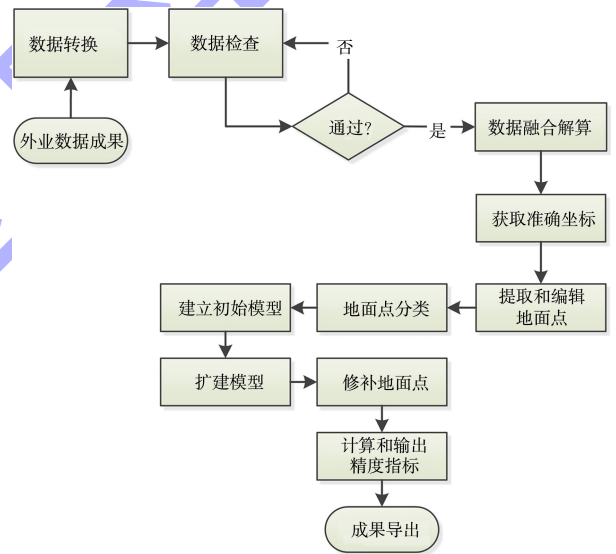 数据转换
数据检查
否
外业数据成果
通过?
是
数据融合解算
获取准确坐标
提取和编辑
地面点
地面点分类
建立初始模型
扩建模型
修补地面点
计算和输出
精度指标
成果导出